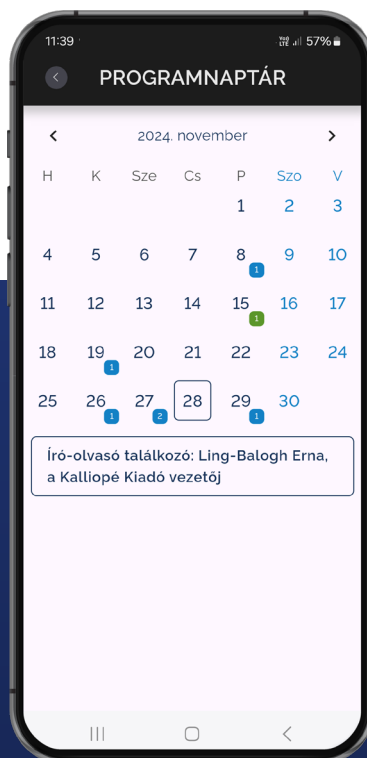 11:39
Vo)) LTE 57%
PROGRAMNAPTÁR
2024. november
H K Sze Cs P Szo V
1 2 3
4 5 6 7 8 9 10
1
11 12 13 14 15 16 17
1
18 19 20 21 22 23 24
1
25 26 27 28 29 30
1 2 1
Író-olvasó találkozó: Ling-Balogh Erna,
a Kalliopé Kiadó vezetőj